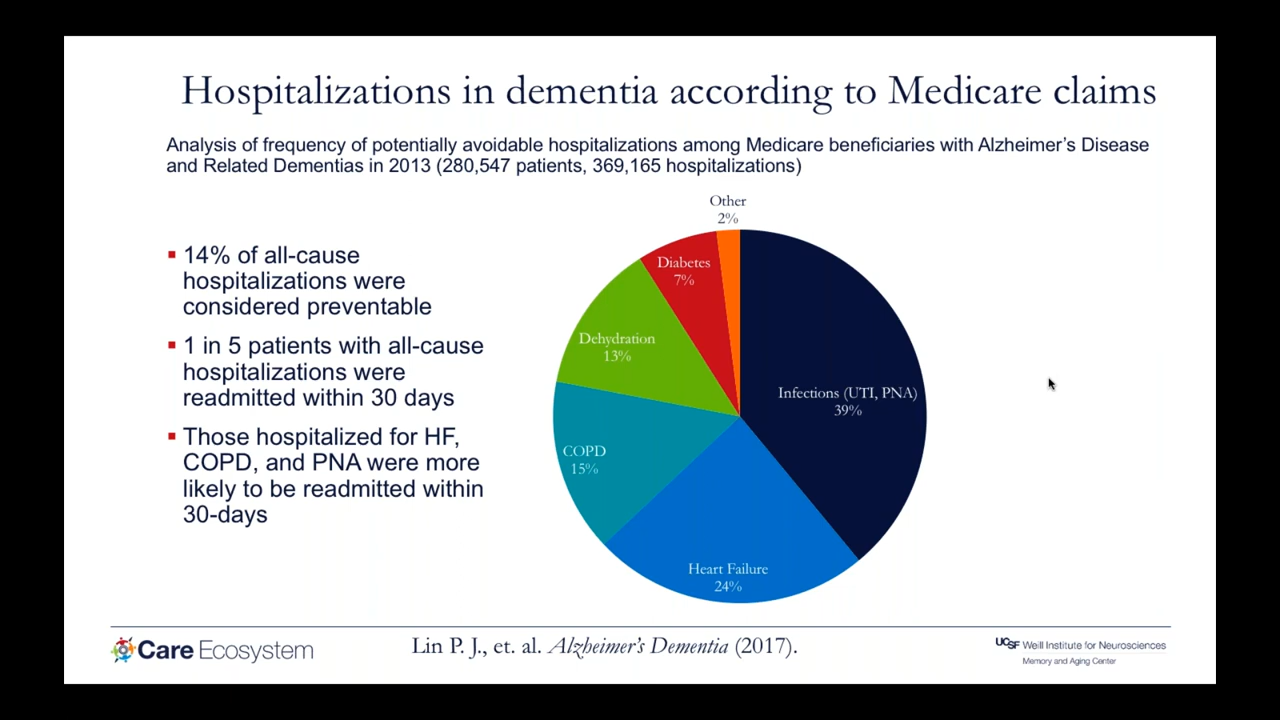 Hospitalizations in dementia according to Medicare claims
Analysis of frequency of potentially avoidable hospitalizations among Medicare beneficiaries with Alzheimer's Disease
and Related Dementias in 2013 (280,547 patients, 369,165 hospitalizations)
14% of all-cause
hospitalizations were
considered preventable
1 in 5 patients with all-cause
hospitalizations were
readmitted within 30 days
Those hospitalized for HF,
COPD, and PNA were more
likely to be readmitted within
30-days
Other
2%
Diabetes
7%
Dehydration
13%
Infections (UTI, PNA)
39%
COPD
15%
Heart Failure
24%
Care Ecosystem
Lin P. J., et. al. Alzheimer's Dementia (2017).
UCSF Weill Institute for Neurosciences
Memory and Aging Center